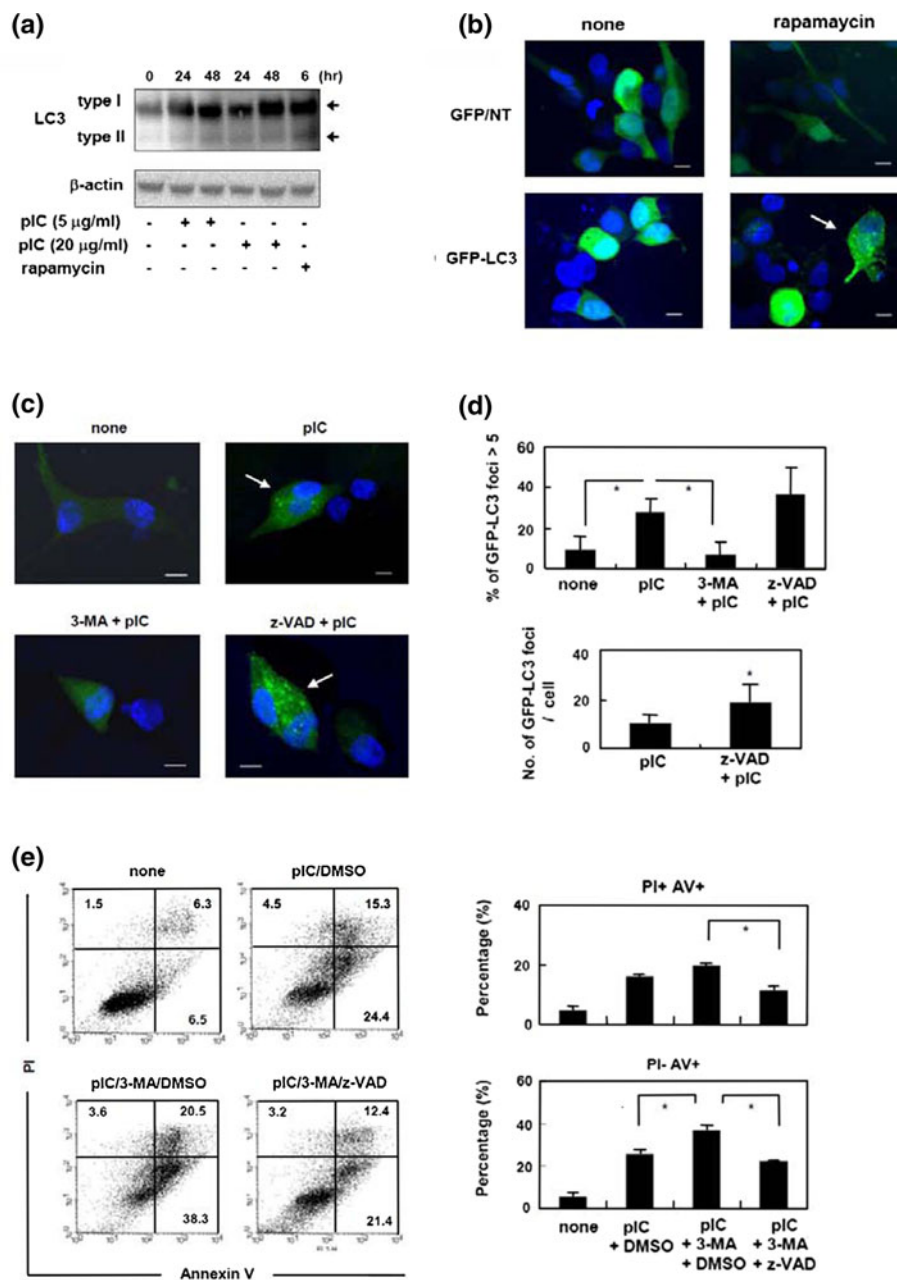 (a)
0 24 48 24 48 6 (hr)
type I
LC3
type II
β-actin
pIC (5 μg/ml) - + + - - -
pIC (20 μg/ml) - - - + + -
rapamycin - - - - - +
(b)
none rapamaycin
GFP/NT
GFP-LC3
(c)
none pIC
3-MA + pIC z-VAD + pIC
(d)
% of GFP-LC3 foci > 5
60
40
20
0
* *
none pIC 3-MA z-VAD
+ pIC + pIC
No. of GFP-LC3 foci
/ cell
40
20
0
*
pIC z-VAD
+ pIC
(e)
none pIC/DMSO
1.5 6.3 4.5 15.3
6.5 24.4
pIC/3-MA/DMSO pIC/3-MA/z-VAD
3.6 20.5 3.2 12.4
38.3 21.4
PI
Annexin V
PI+ AV+
Percentage (%)
40
20
0
*
PI- AV+
Percentage (%)
60
40
20
0
* *
none pIC pIC pIC
+ DMSO + 3-MA + 3-MA
+ DMSO + z-VAD